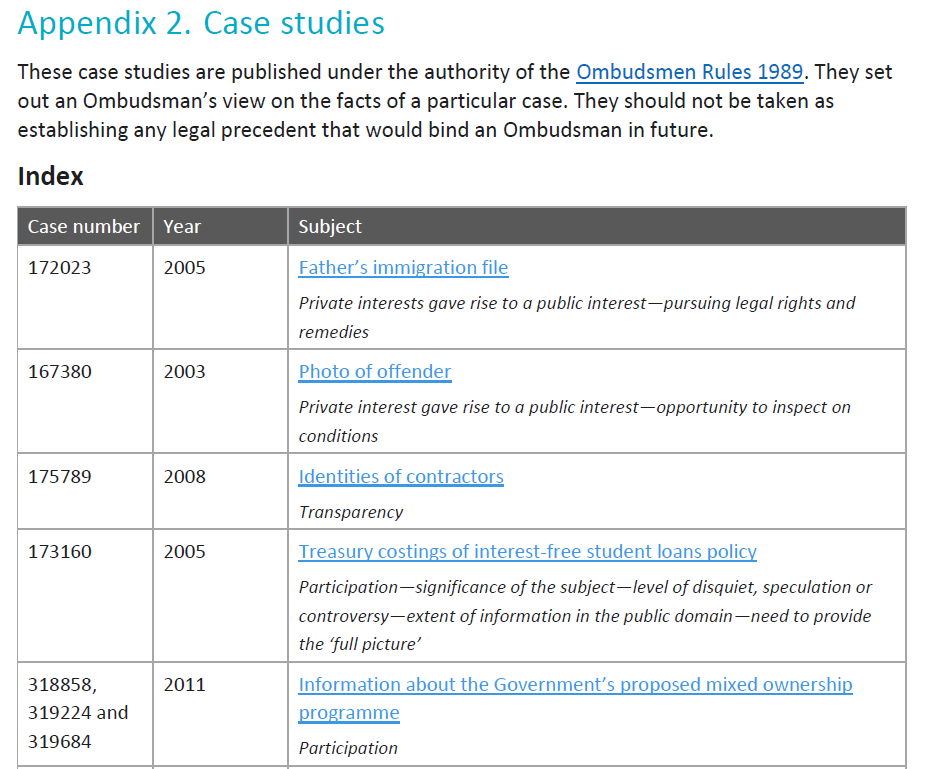 Appendix 2. Case studies
These case studies are published under the authority of the Ombudsmen Rules 1989. They set
out an Ombudsman’s view on the facts of a particular case. They should not be taken as
establishing any legal precedent that would bind an Ombudsman in future.
Index
Case number Year Subject
172023 2005 Father’s immigration file
Private interests gave rise to a public interest—pursuing legal rights and
remedies
167380 2003 Photo of offender
Private interest gave rise to a public interest—opportunity to inspect on
conditions
175789 2008 Identities of contractors
Transparency
173160 2005 Treasury costings of interest-free student loans policy
Participation—significance of the subject—level of disquiet, speculation or
controversy—extent of information in the public domain—need to provide
the ‘full picture’
318858, 2011 Information about the Government’s proposed mixed ownership
319224 and programme
319684 Participation